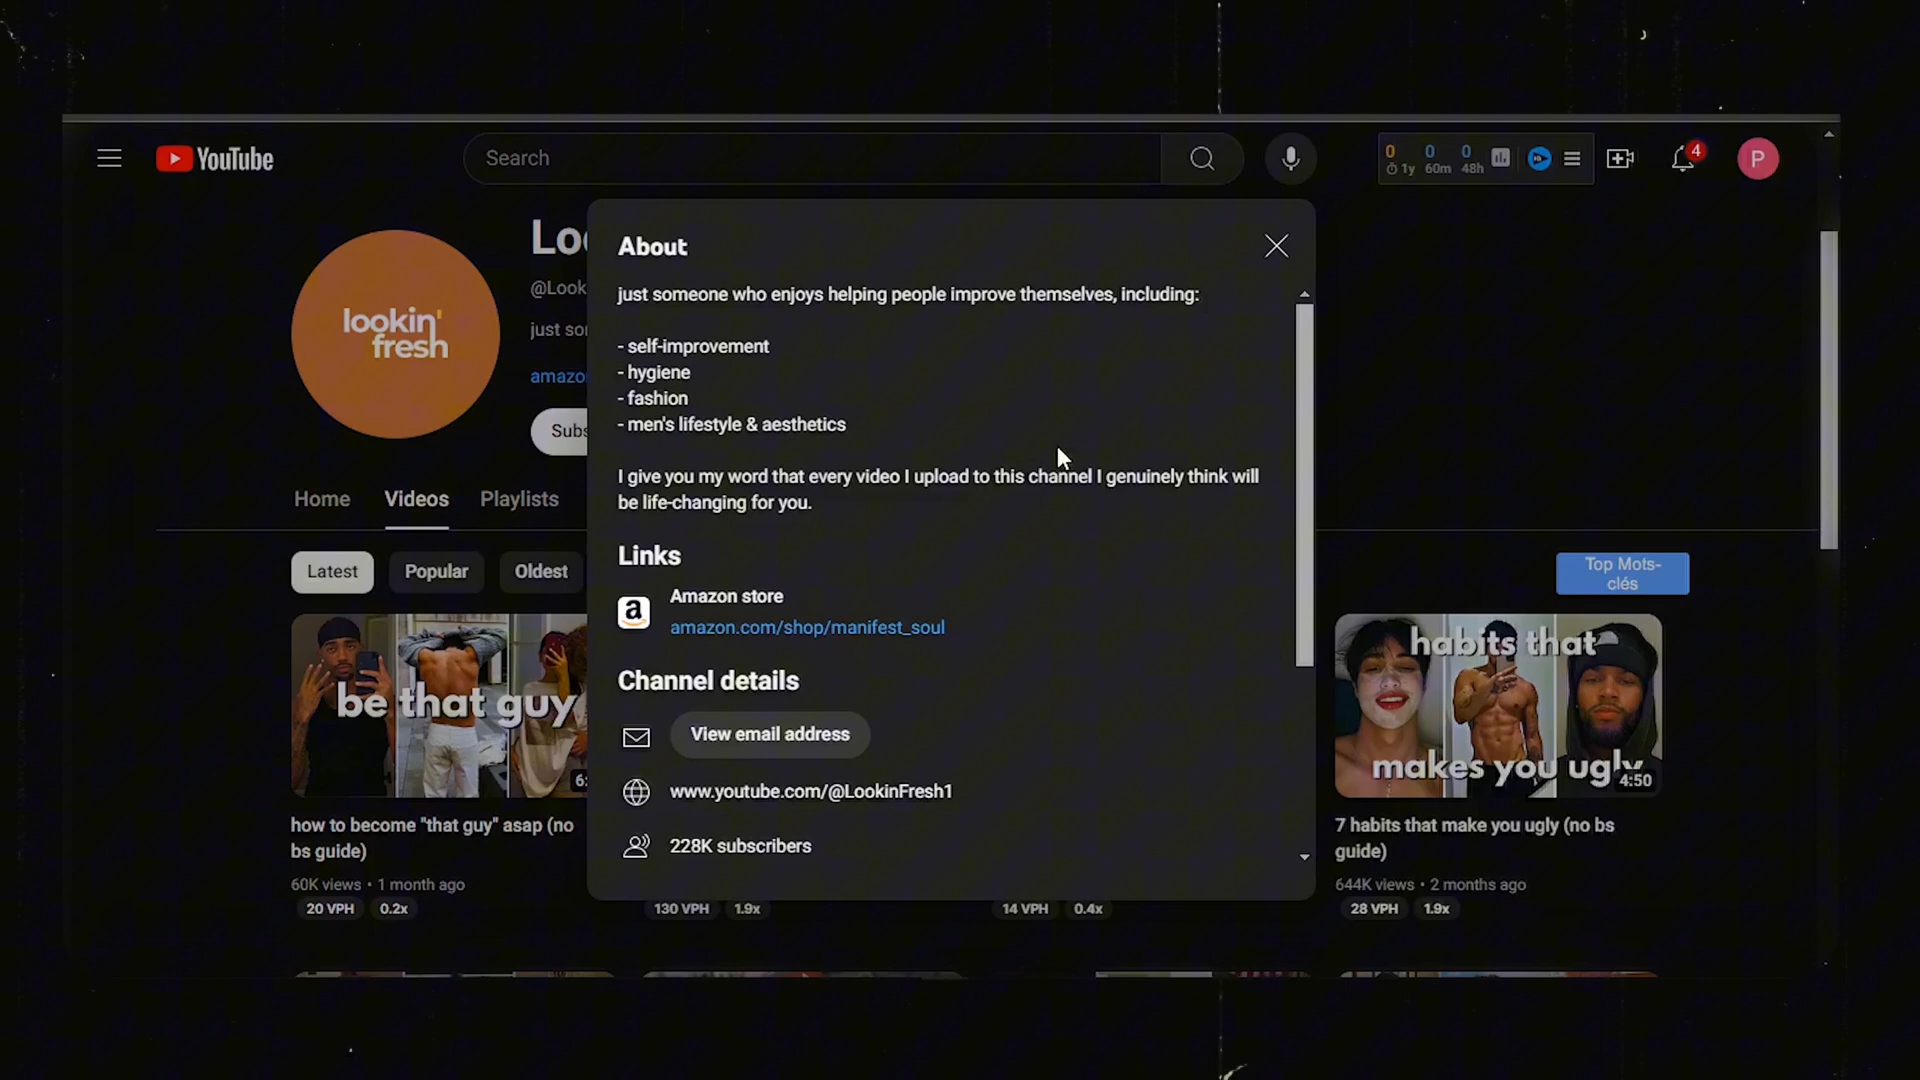 YouTube
Search
0 0 0
1y 60m 48h
4
P
lookin'
fresh
Loo
@Look
just so
amazo
Subs
Home Videos Playlists
Latest Popular Oldest
Top Mots-
clés
About
just someone who enjoys helping people improve themselves, including:
- self-improvement
- hygiene
- fashion
- men's lifestyle & aesthetics
I give you my word that every video I upload to this channel I genuinely think will
be life-changing for you.
Links
a
Amazon store
amazon.com/shop/manifest_soul
Channel details
View email address
www.youtube.com/@LookinFresh1
228K subscribers
be that guy
6:
how to become "that guy" asap (no
bs guide)
60K views • 1 month ago
20 VPH 0.2x
130 VPH 1.9x
14 VPH 0.4x
habits that
makes you ugly
4:50
7 habits that make you ugly (no bs
guide)
644K views • 2 months ago
28 VPH 1.9x